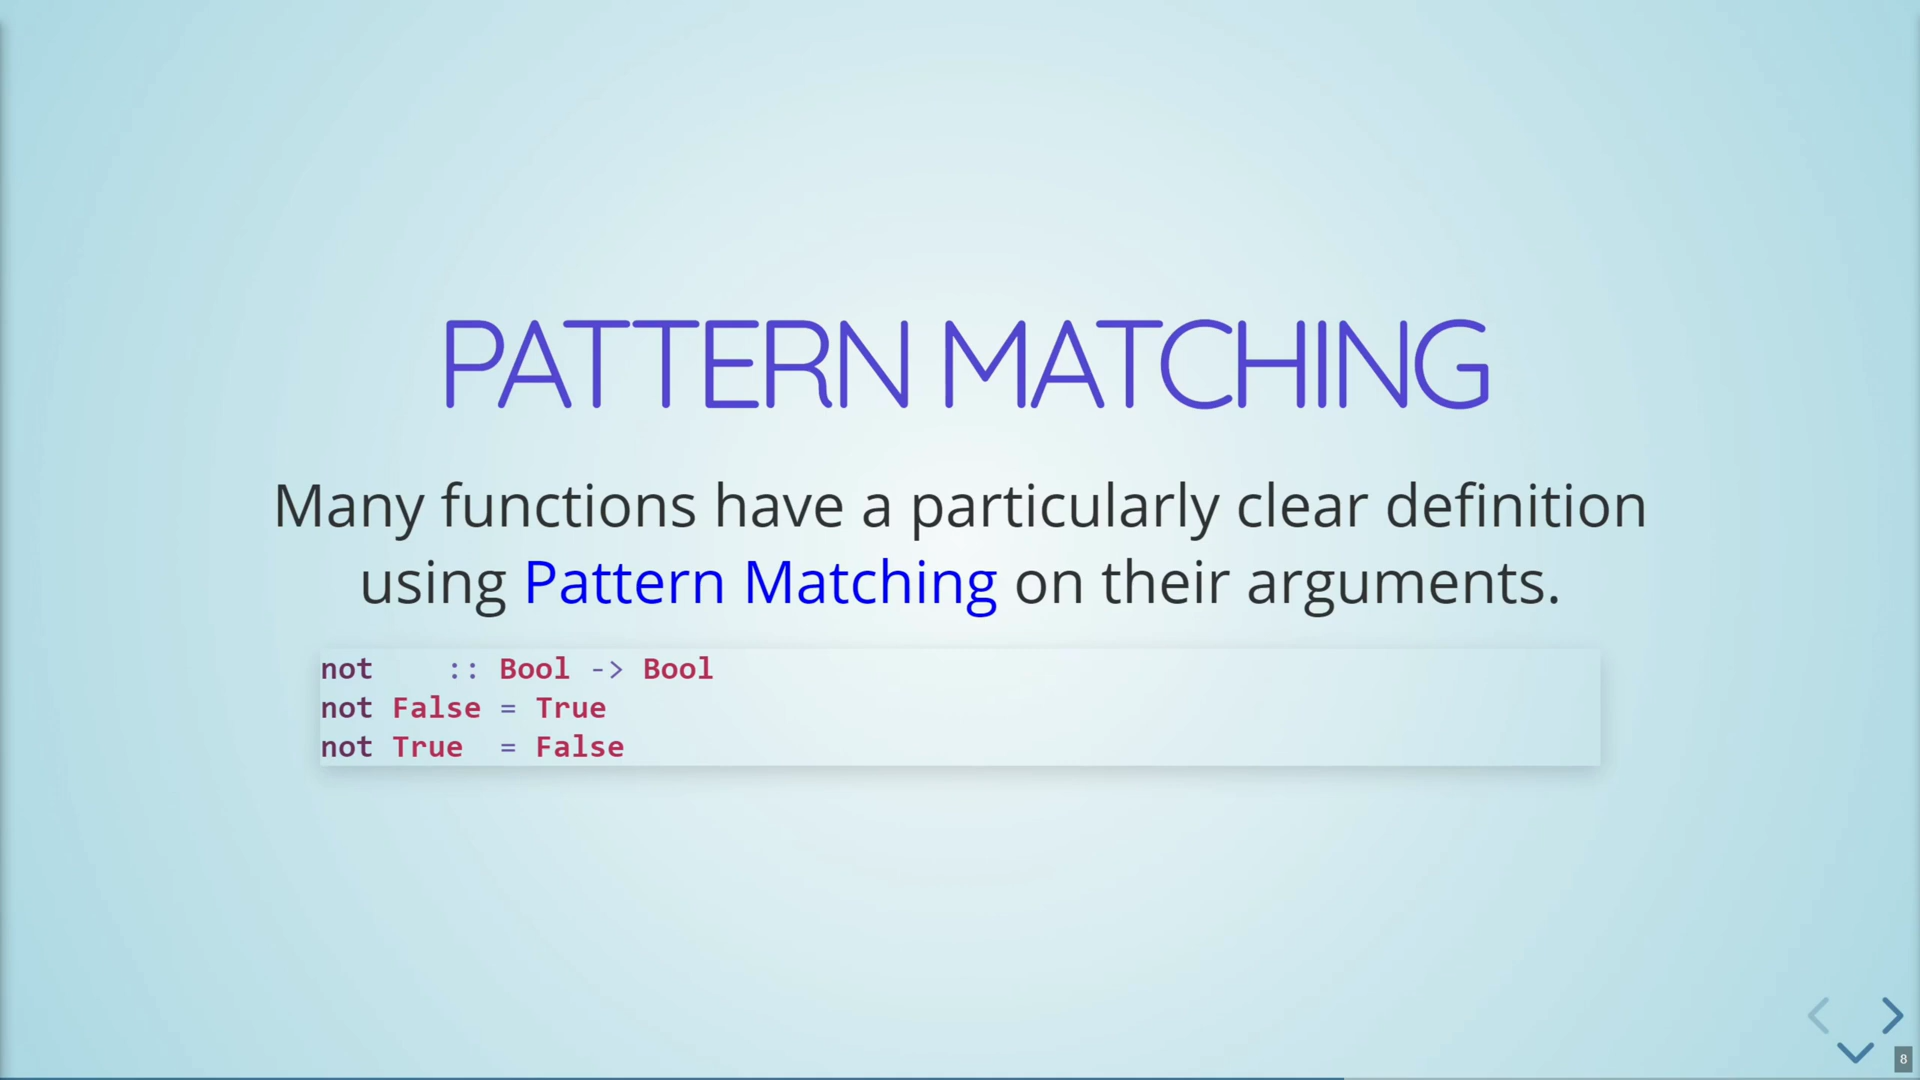 PATTERN MATCHING
Many functions have a particularly clear definition
using Pattern Matching on their arguments.
not    :: Bool -> Bool
not False = True
not True  = False
8